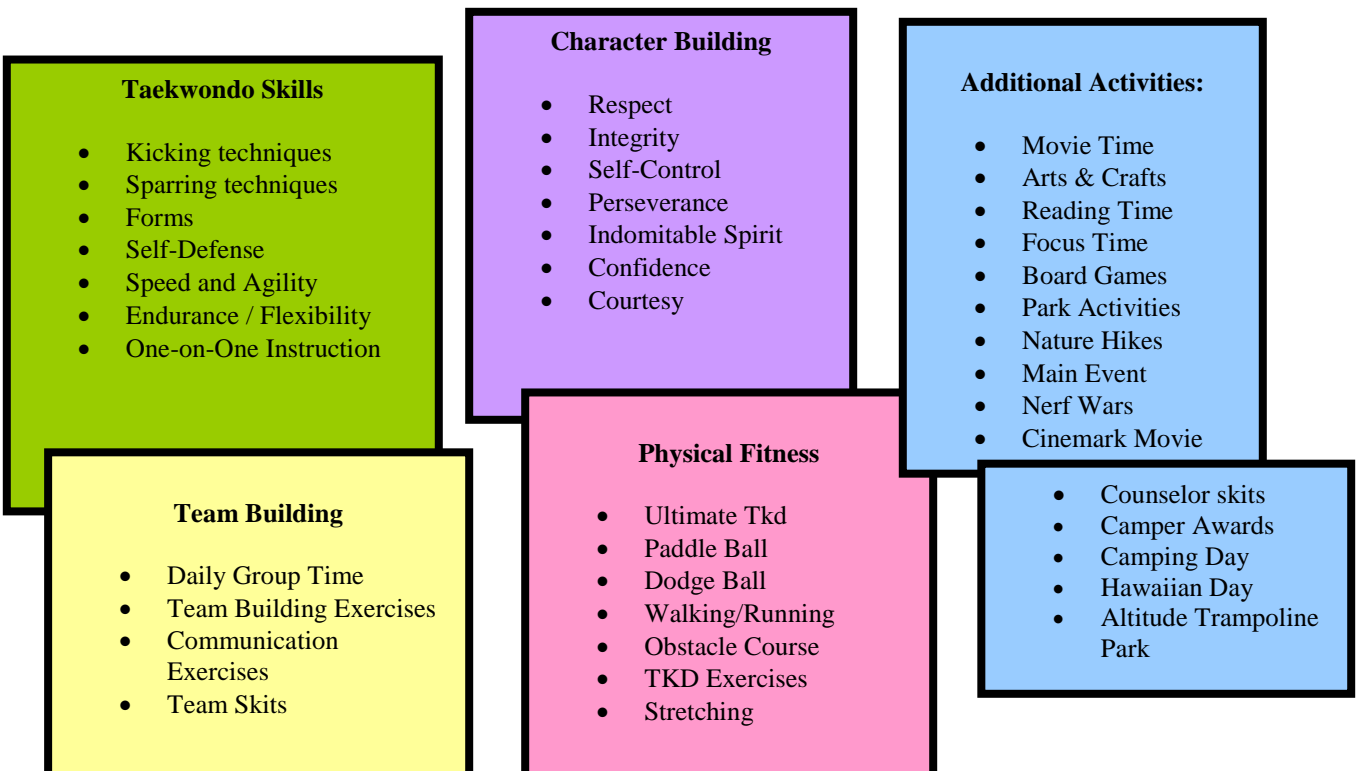 Taekwondo Skills
• Kicking techniques
• Sparring techniques
• Forms
• Self-Defense
• Speed and Agility
• Endurance / Flexibility
• One-on-One Instruction
Team Building
• Daily Group Time
• Team Building Exercises
• Communication
Exercises
• Team Skits
Character Building
• Respect
• Integrity
• Self-Control
• Perseverance
• Indomitable Spirit
• Confidence
• Courtesy
Physical Fitness
• Ultimate Tkd
• Paddle Ball
• Dodge Ball
• Walking/Running
• Obstacle Course
• TKD Exercises
• Stretching
Additional Activities:
• Movie Time
• Arts & Crafts
• Reading Time
• Focus Time
• Board Games
• Park Activities
• Nature Hikes
• Main Event
• Nerf Wars
• Cinemark Movie
• Counselor skits
• Camper Awards
• Camping Day
• Hawaiian Day
• Altitude Trampoline
Park